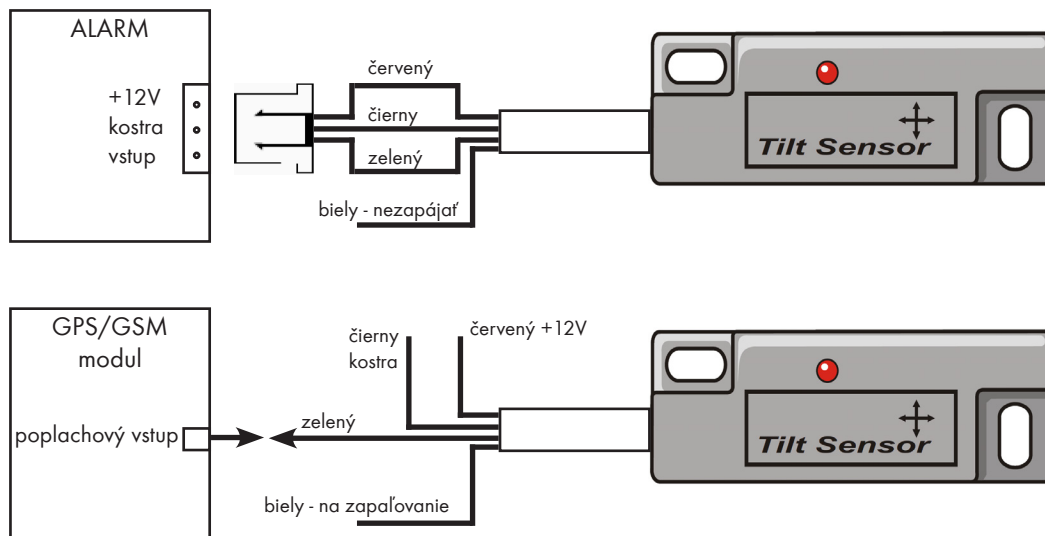 ALARM
+12V
kostra
vstup
červený
čierny
zelený
biely - nezapájať
Tilt Sensor
GPS/GSM
modul
poplachový vstup
zelený
čierny
kostra
červený +12V
biely - na zapaľovanie
Tilt Sensor